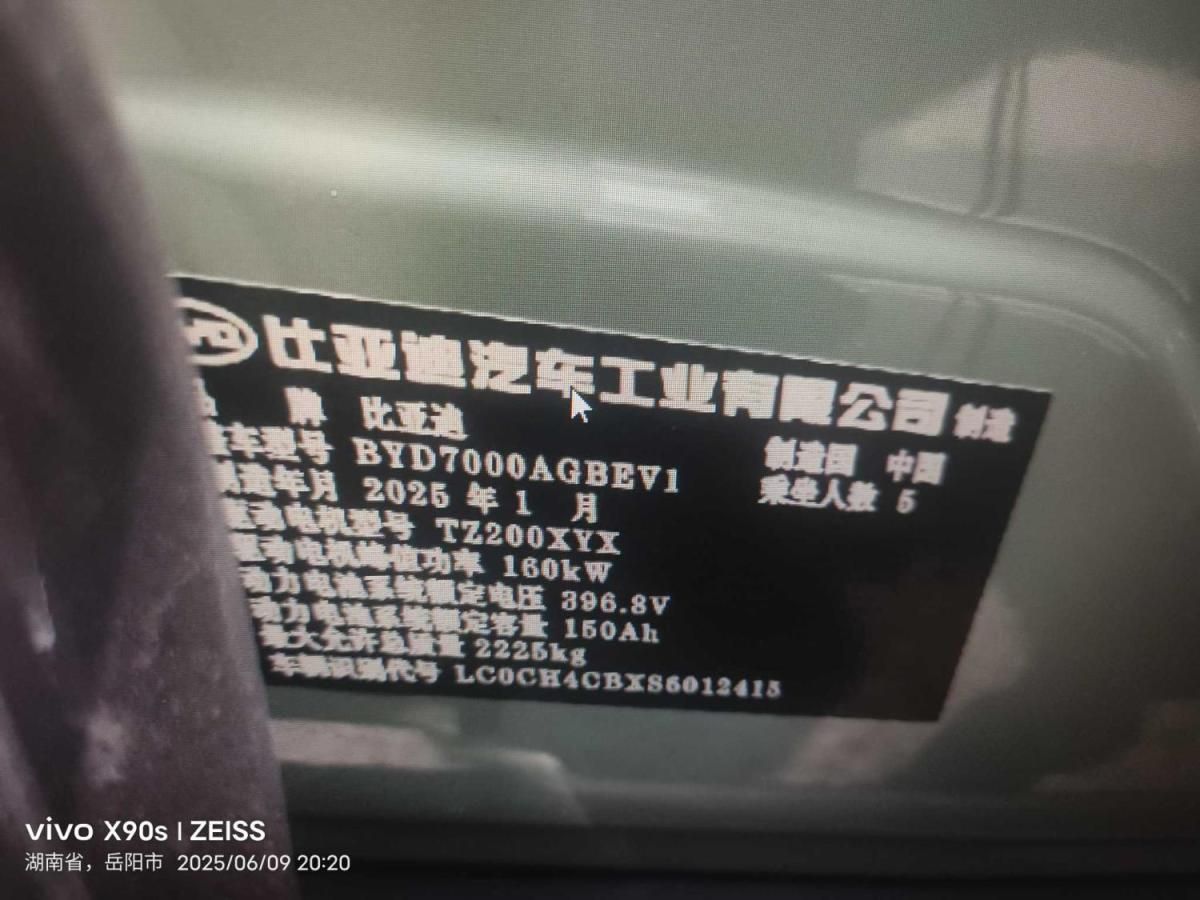 比亚迪汽车工业有限公司 制造
牌 比亚迪
车型号 BYD7000AGBEV1
制造国 中国
制造年月 2025 年 1 月
乘坐人数 5
驱动电机型号 TZ200XYX
驱动电机峰值功率 160kW
动力电池系统额定电压 396.8V
动力电池系统额定容量 150Ah
最大允许总质量 2225kg
车辆识别代号 LC0CH4CBXS6012415
vivo X90s | ZEISS
湖南省，岳阳市 2025/06/09 20:20